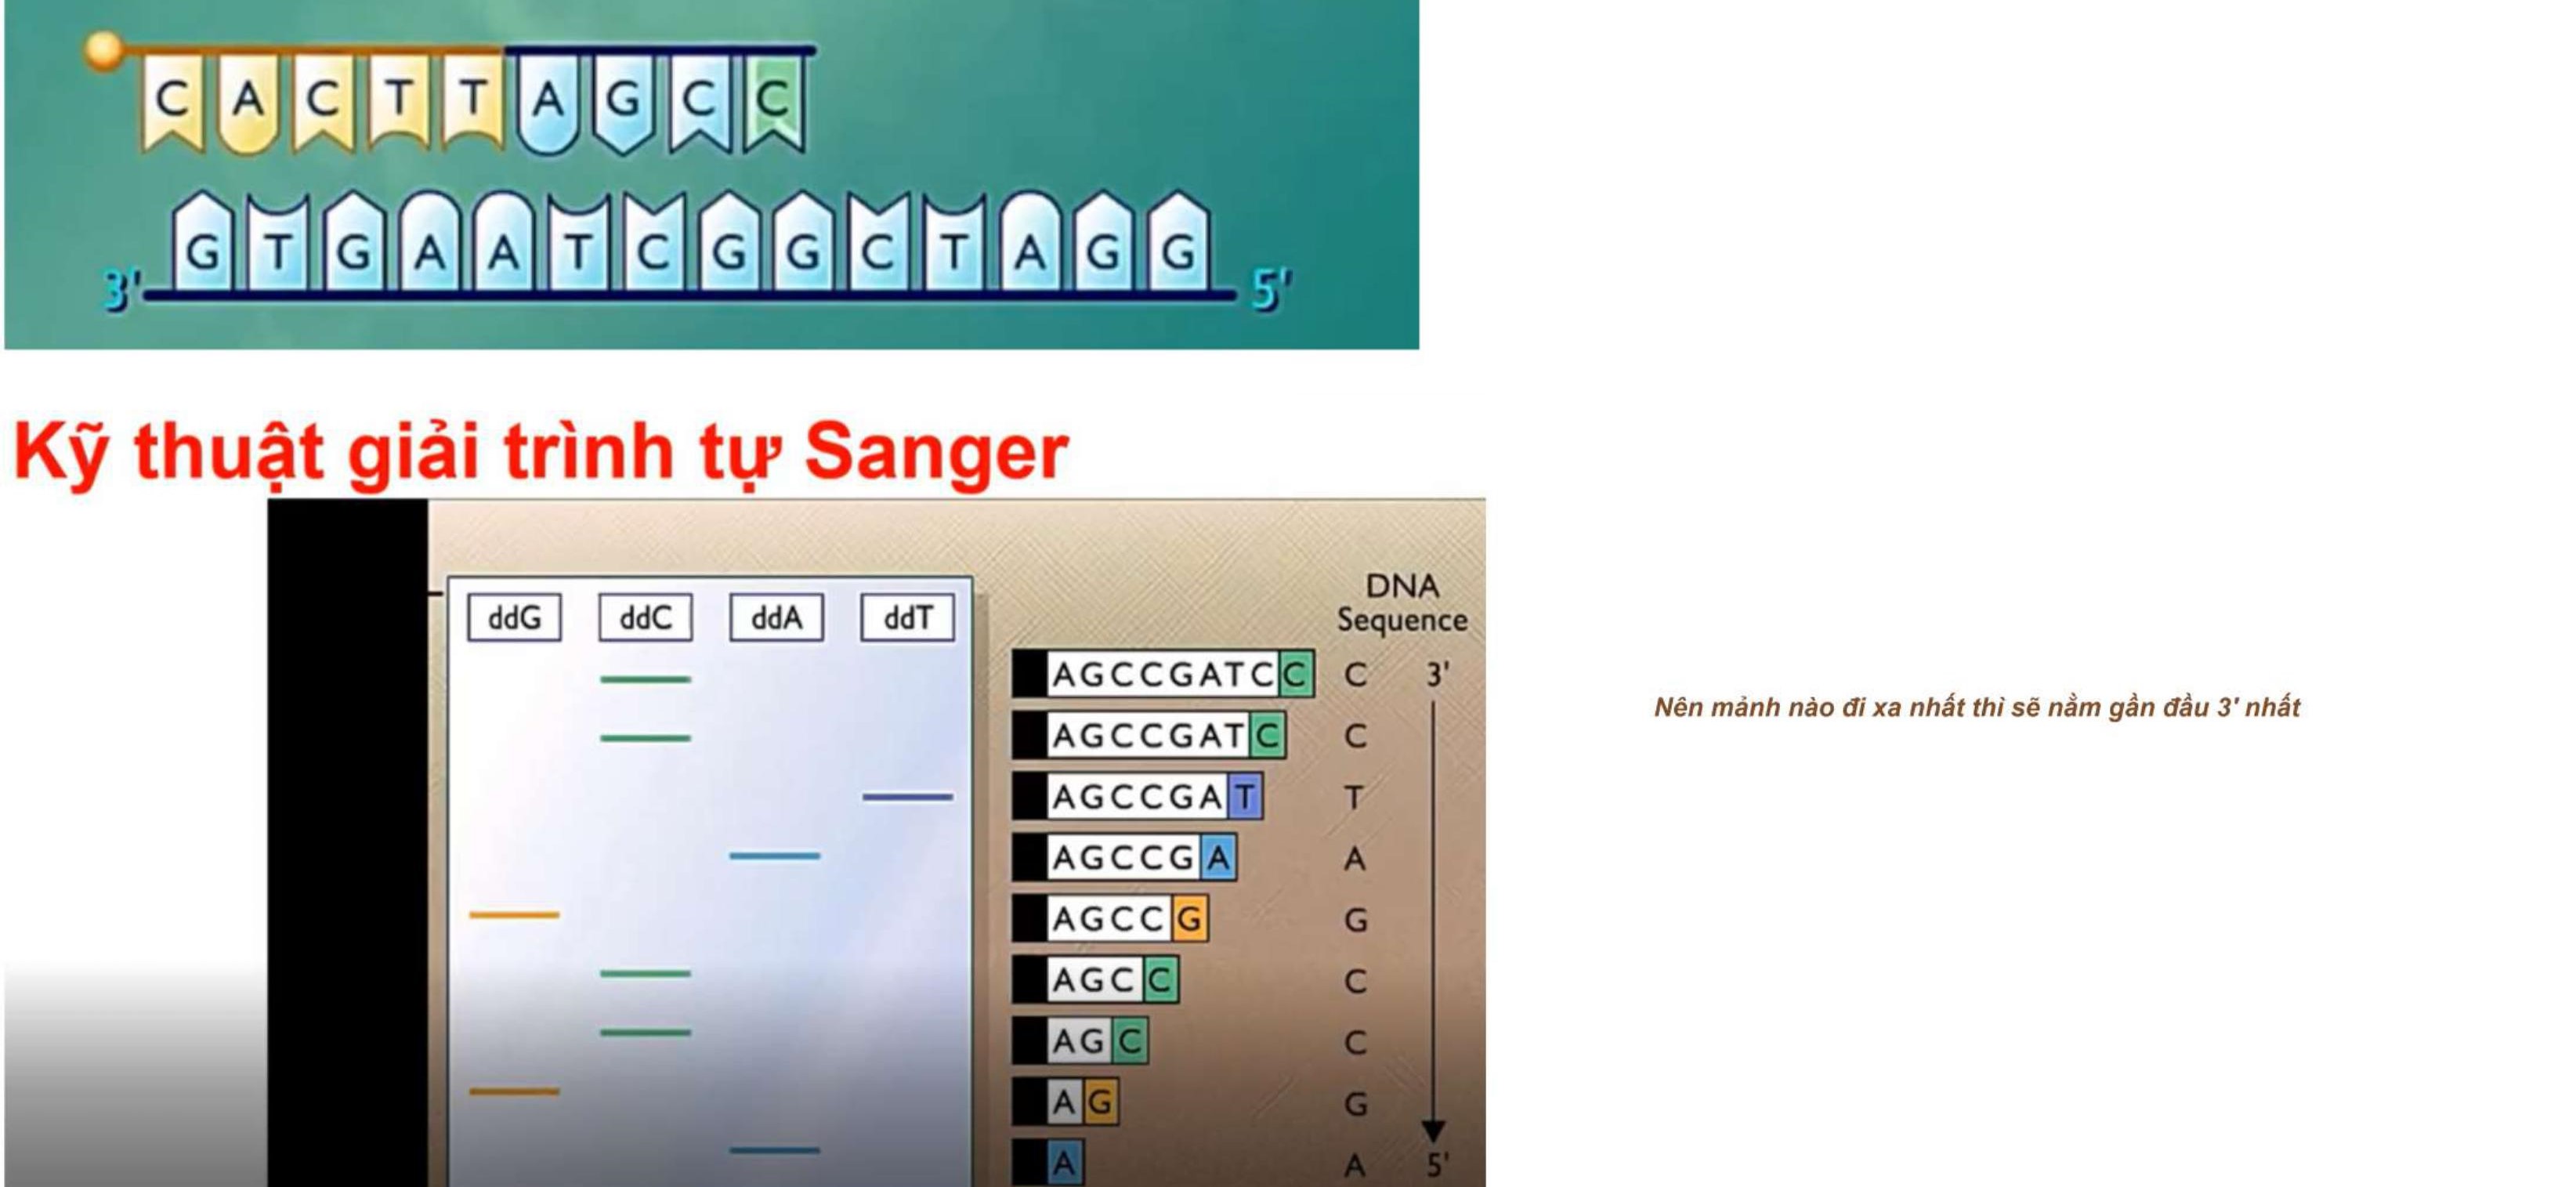 C A C T T A G C C
G T G A A T C G G C T A G G
3' 5'
Kỹ thuật giải trình tự Sanger
DNA
Sequence
ddG ddC ddA ddT
AGCCGATCC C 3'
AGCCGATC C
AGCCGAT T
AGCCGA A
AGCCG G
AGCC C
AGC C
AG G
A A 5'
Nên mảnh nào đi xa nhất thì sẽ nằm gần đầu 3' nhất